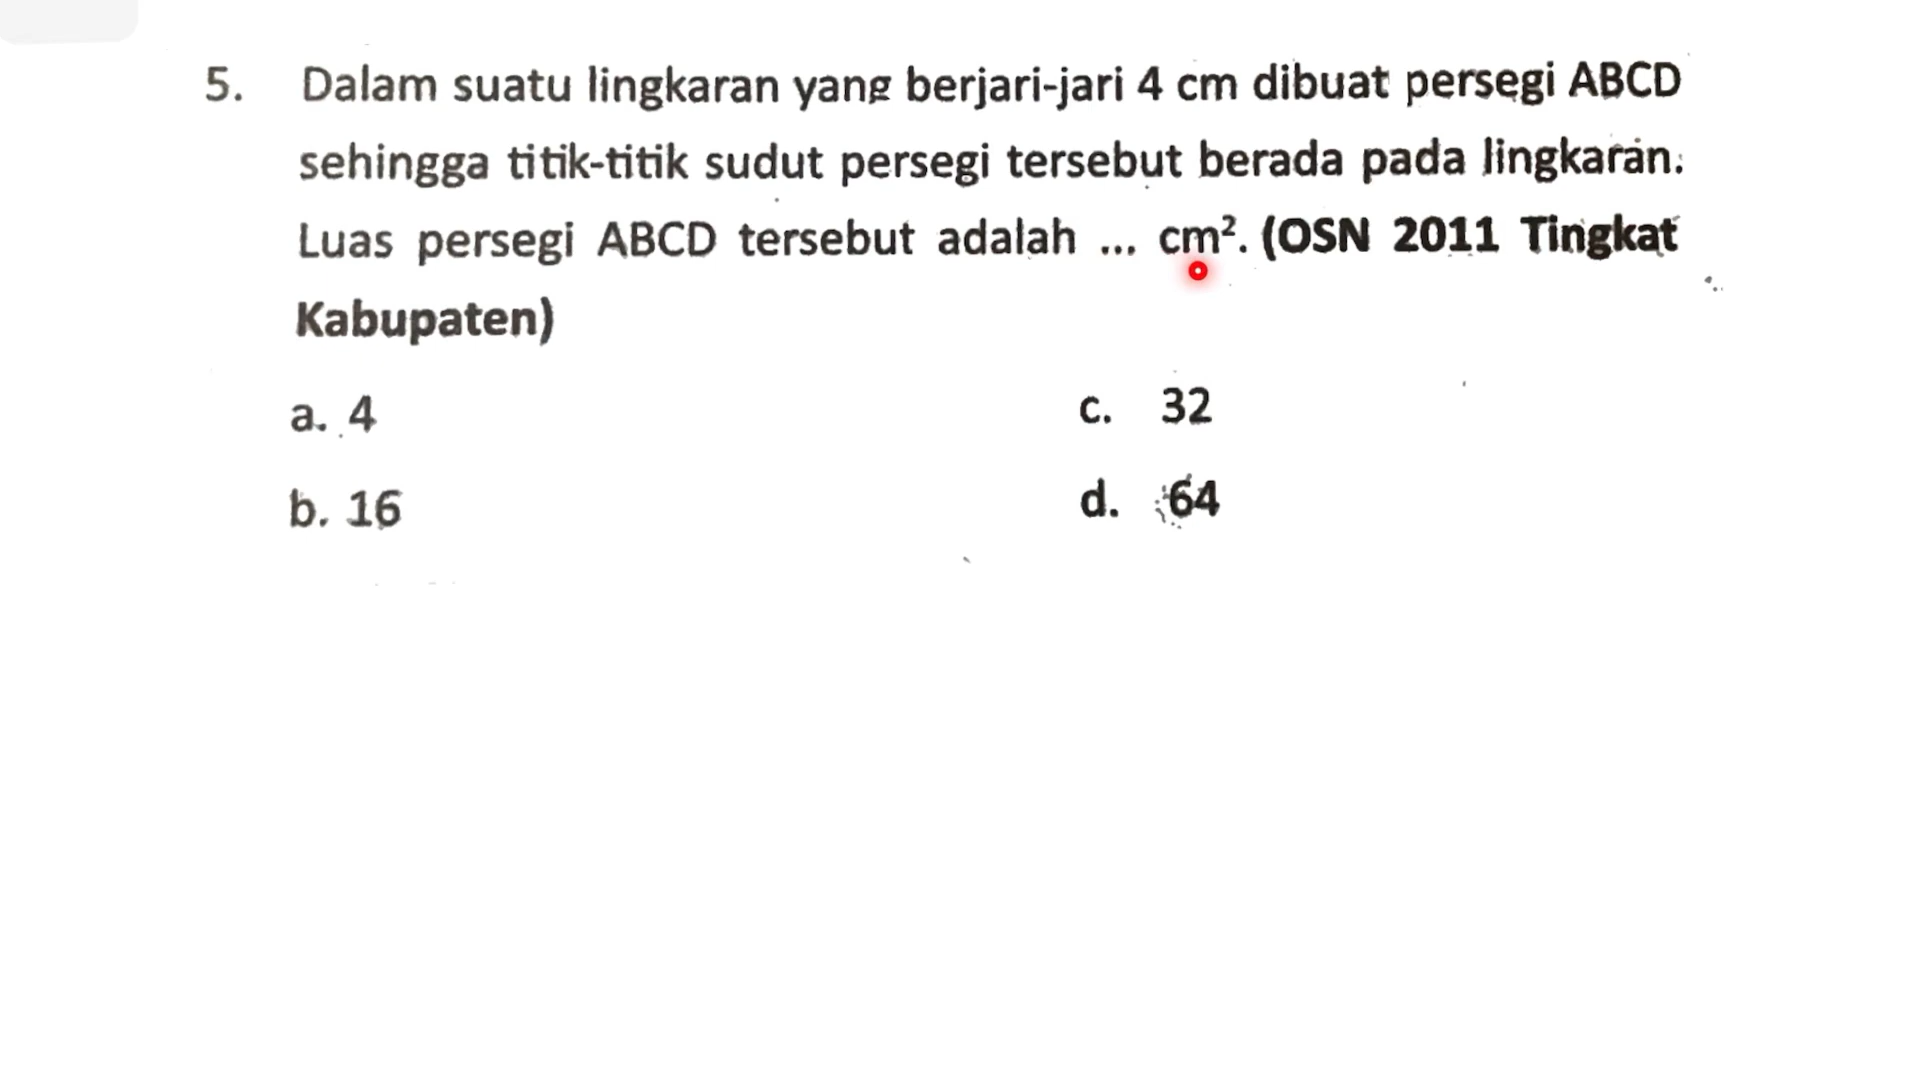 5. Dalam suatu lingkaran yang berjari-jari 4 cm dibuat persegi ABCD
sehingga titik-titik sudut persegi tersebut berada pada lingkaran.
Luas persegi ABCD tersebut adalah ... cm². (OSN 2011 Tingkat
Kabupaten)
a. 4
c. 32
b. 16
d. 64